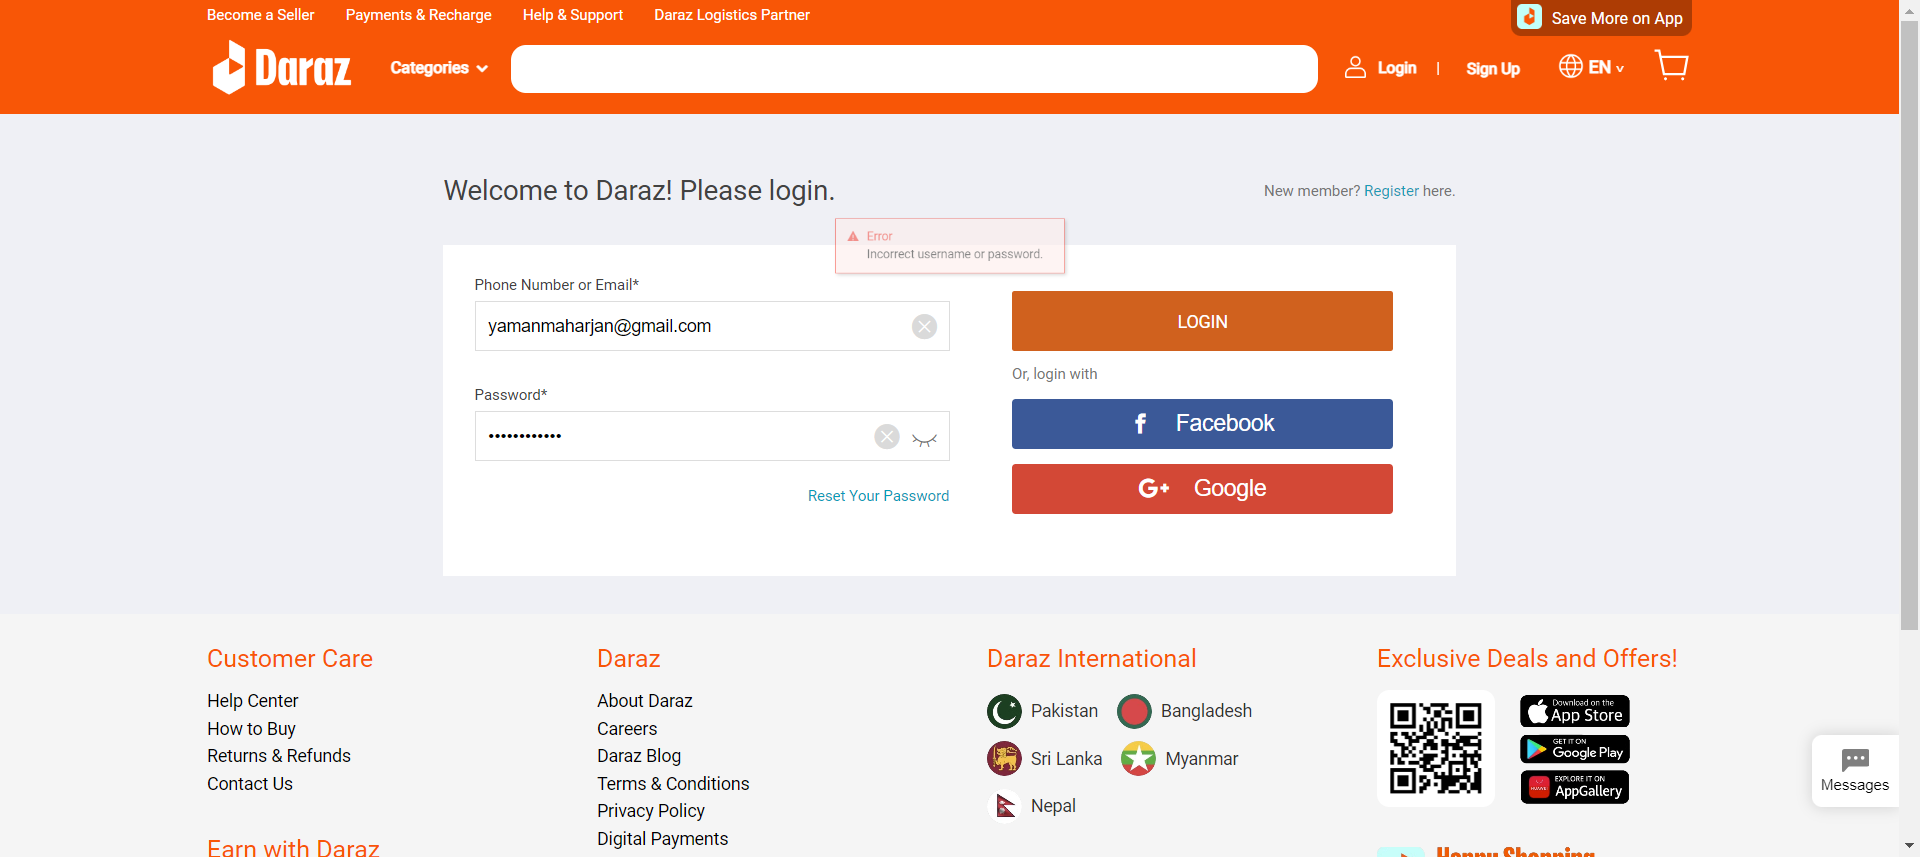 Become a Seller Payments & Recharge Help & Support Daraz Logistics Partner Save More on App
Daraz Categories Login | Sign Up EN
Welcome to Daraz! Please login.
New member? Register here.
Error
Incorrect username or password.
Phone Number or Email*
yamanmaharjan@gmail.com
Password*
••••••••••••
Reset Your Password
LOGIN
Or, login with
Facebook
G+ Google
Customer Care
Help Center
How to Buy
Returns & Refunds
Contact Us
Earn with Daraz
Daraz
About Daraz
Careers
Daraz Blog
Terms & Conditions
Privacy Policy
Digital Payments
Daraz International
Pakistan Bangladesh
Sri Lanka Myanmar
Nepal
Exclusive Deals and Offers!
Download on the
App Store
GET IT ON
Google Play
EXPLORE IT ON
AppGallery
HUAWEI
Happy Shopping
Messages